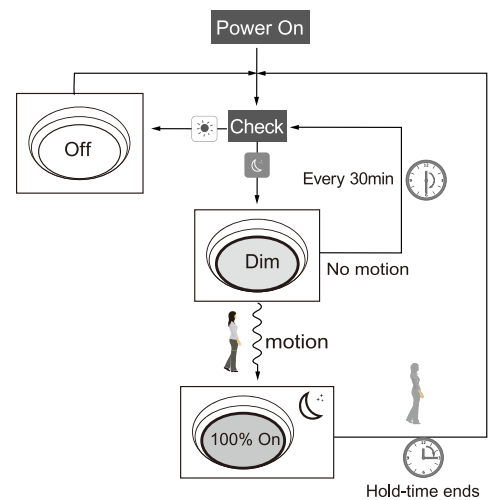 Power On
Off
Check
Every 30min
Dim
No motion
motion
100% On
Hold-time ends